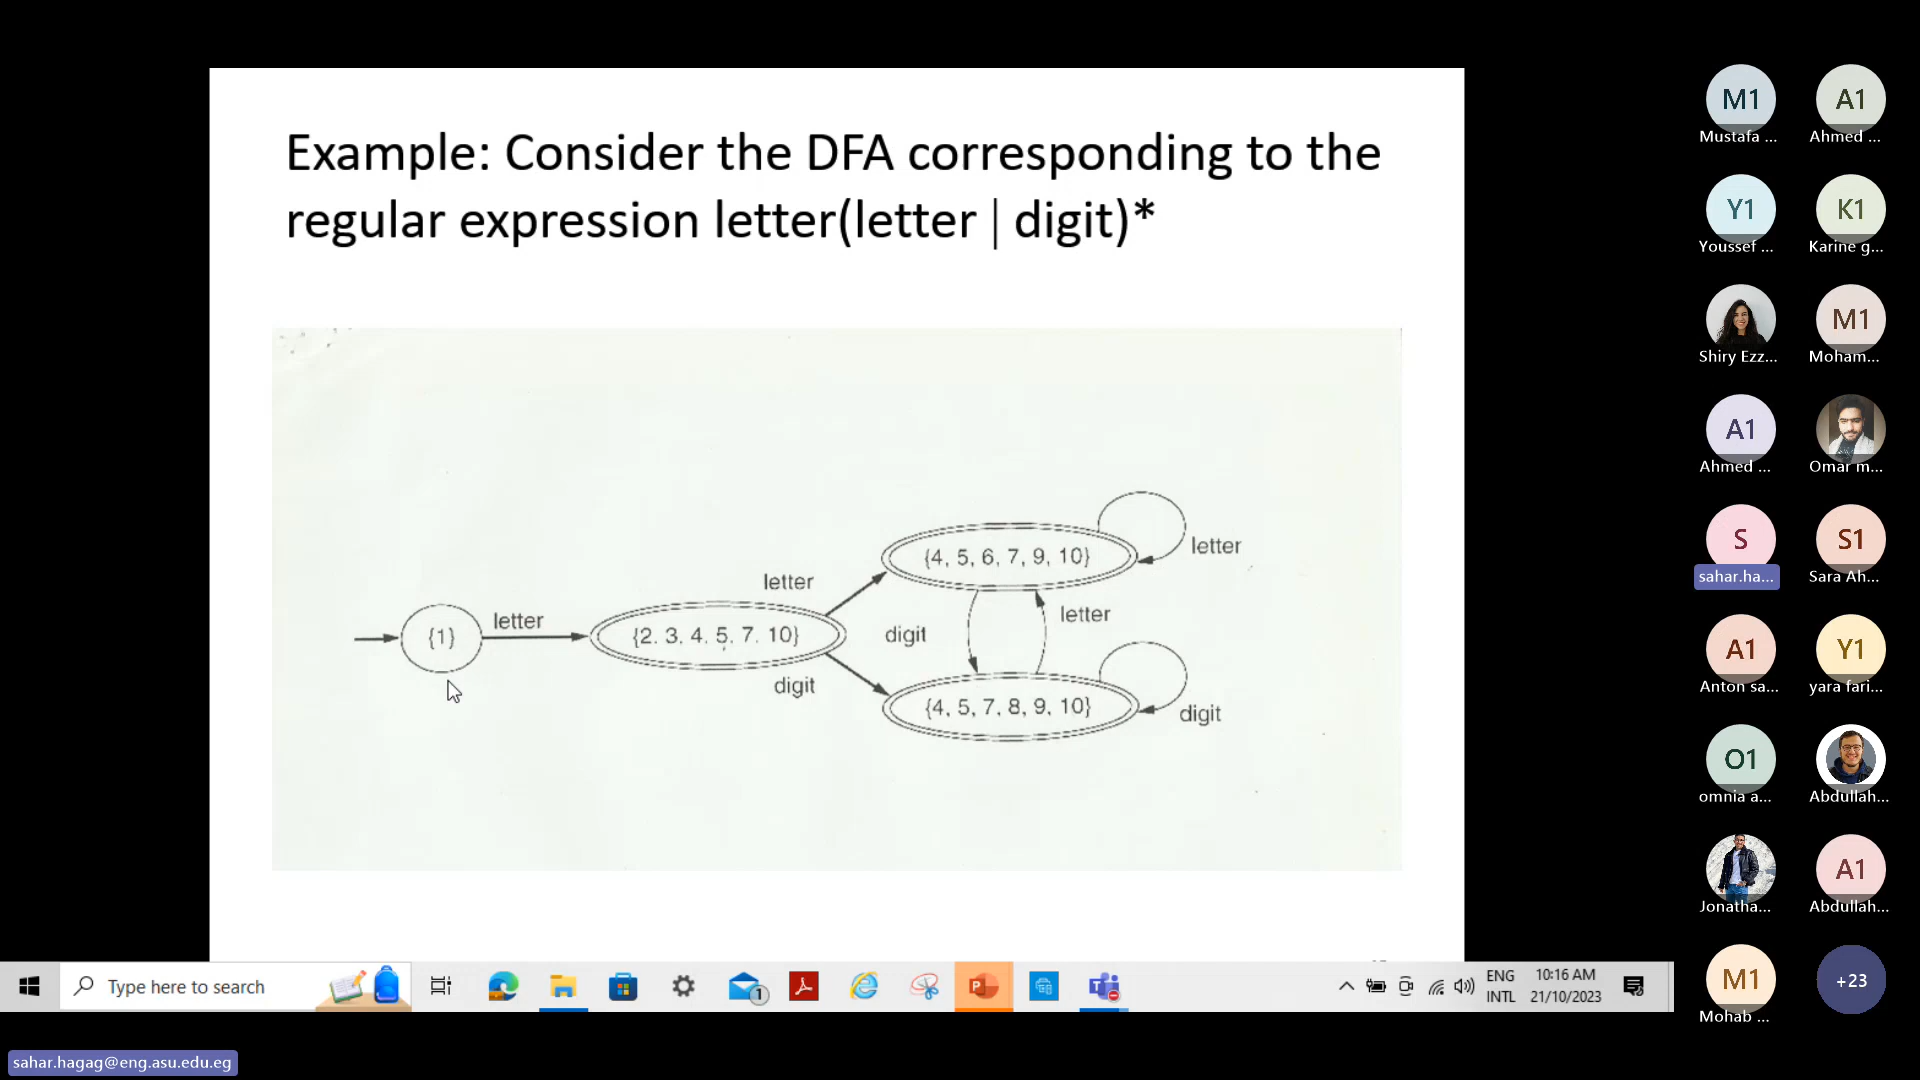 Example: Consider the DFA corresponding to the
regular expression letter(letter | digit)*
letter
letter
{4, 5, 6, 7, 9, 10}
letter
{1}
{2. 3. 4. 5. 7. 10}
digit
letter
digit
{4, 5, 7, 8, 9, 10}
digit
M1
Mustafa ...
A1
Ahmed ...
Y1
Youssef ...
K1
Karine g...
Shiry Ezz...
M1
Moham...
A1
Ahmed ...
Omar m...
S
sahar.ha...
S1
Sara Ah...
A1
Anton sa...
Y1
yara fari...
O1
omnia a...
Abdullah...
Jonatha...
A1
Abdullah...
M1
Mohab ...
+23
Type here to search
1
ENG
INTL
10:16 AM
21/10/2023
sahar.hagag@eng.asu.edu.eg